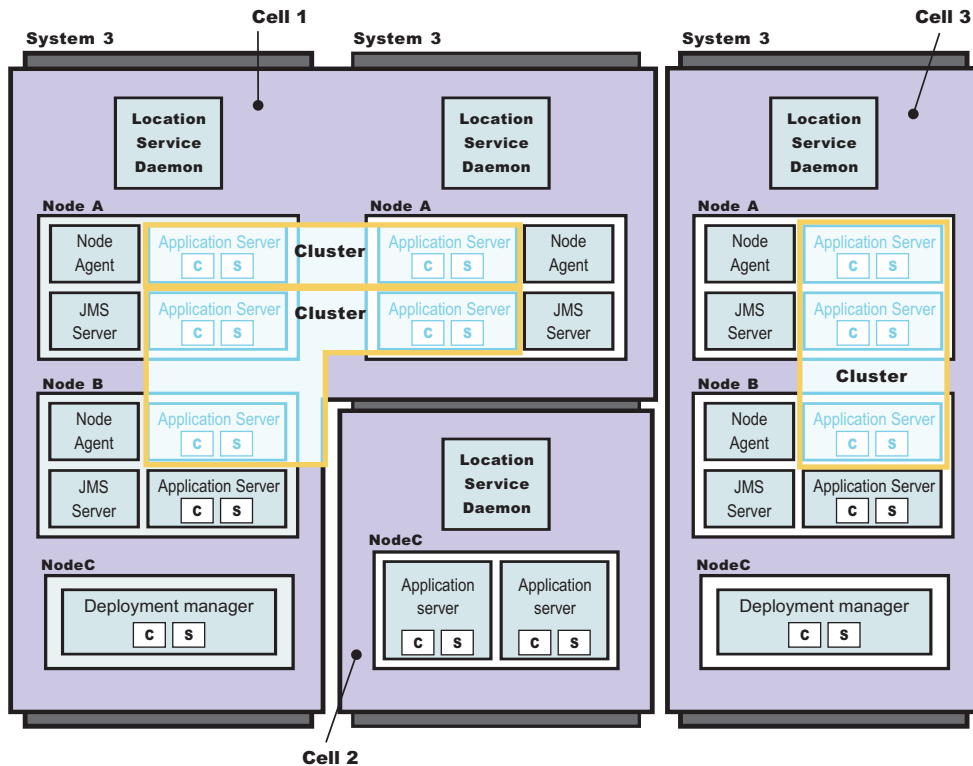 Cell 1
Cell 3
System 3
System 3
System 3
Location
Service
Daemon
Location
Service
Daemon
Location
Service
Daemon
Node A
Node
Agent
Application Server
C S
Cluster
JMS
Server
Application Server
C S
Cluster
Node A
Application Server
C S
Node
Agent
Application Server
C S
JMS
Server
Node B
Node
Agent
Application Server
C S
JMS
Server
Application Server
C S
NodeC
Deployment manager
C S
Location
Service
Daemon
NodeC
Application
server
C S
Application
server
C S
Cell 2
Node A
Node
Agent
Application Server
C S
JMS
Server
Application Server
C S
Cluster
Node B
Node
Agent
Application Server
C S
JMS
Server
Application Server
C S
NodeC
Deployment manager
C S